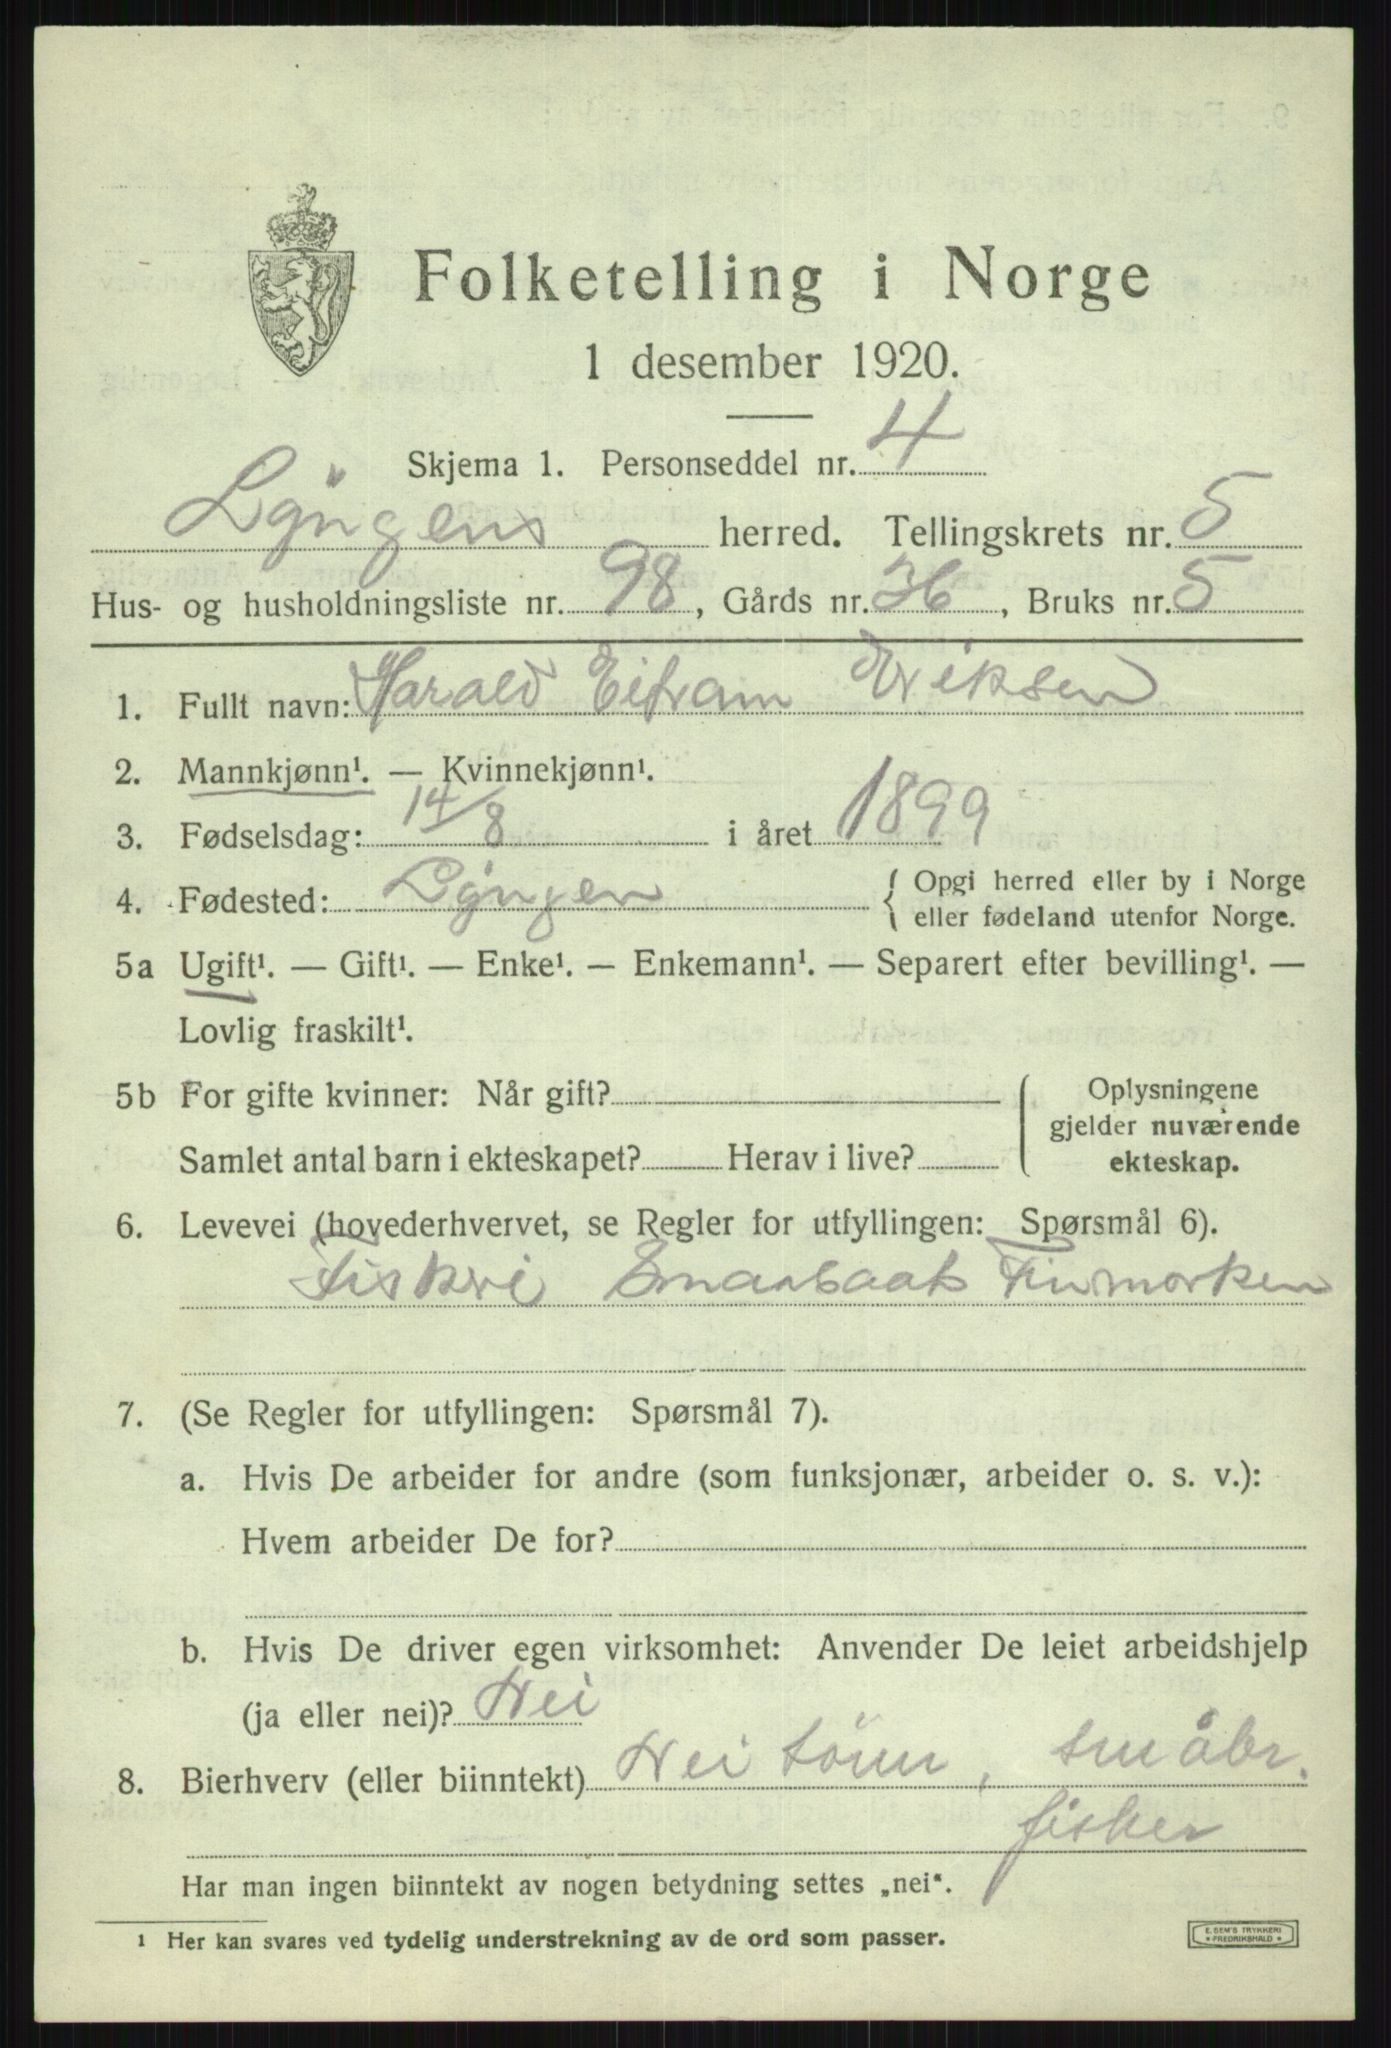 Folketelling i Norge
1 desember 1920.
Skjema 1. Personseddel nr. 4
Lyngens herred. Tellingskrets nr. 5
Hus- og husholdningsliste nr. 98, Gårds nr. 36, Bruks nr. 5
1. Fullt navn: Harald Eitram Eriksen
2. Mannkjønn¹. — Kvinnekjønn¹.
3. Fødselsdag: 14/8 i året 1899
4. Fødested: Lyngen { Opgi herred eller by i Norge
eller fødeland utenfor Norge.
5a Ugift¹. — Gift¹. — Enke¹. — Enkemann¹. — Separert efter bevilling¹. —
Lovlig fraskilt¹.
5b For gifte kvinner: Når gift?
Samlet antal barn i ekteskapet? Herav i live?
{ Oplysningene
gjelder nuværende
ekteskap.
6. Levevei (hovederhvervet, se Regler for utfyllingen: Spørsmål 6).
Fiskeri Smaabaat Finmarken
7. (Se Regler for utfyllingen: Spørsmål 7).
a. Hvis De arbeider for andre (som funksjonær, arbeider o. s. v.):
Hvem arbeider De for?
b. Hvis De driver egen virksomhet: Anvender De leiet arbeidshjelp
(ja eller nei)? Nei
8. Bierhverv (eller biinntekt) Nei sönn, småbr.
fisker
Har man ingen biinntekt av nogen betydning settes „nei“.
¹ Her kan svares ved tydelig understrekning av de ord som passer.
E. SEM'S TRYKKERI
* FREDRIKSHALD *